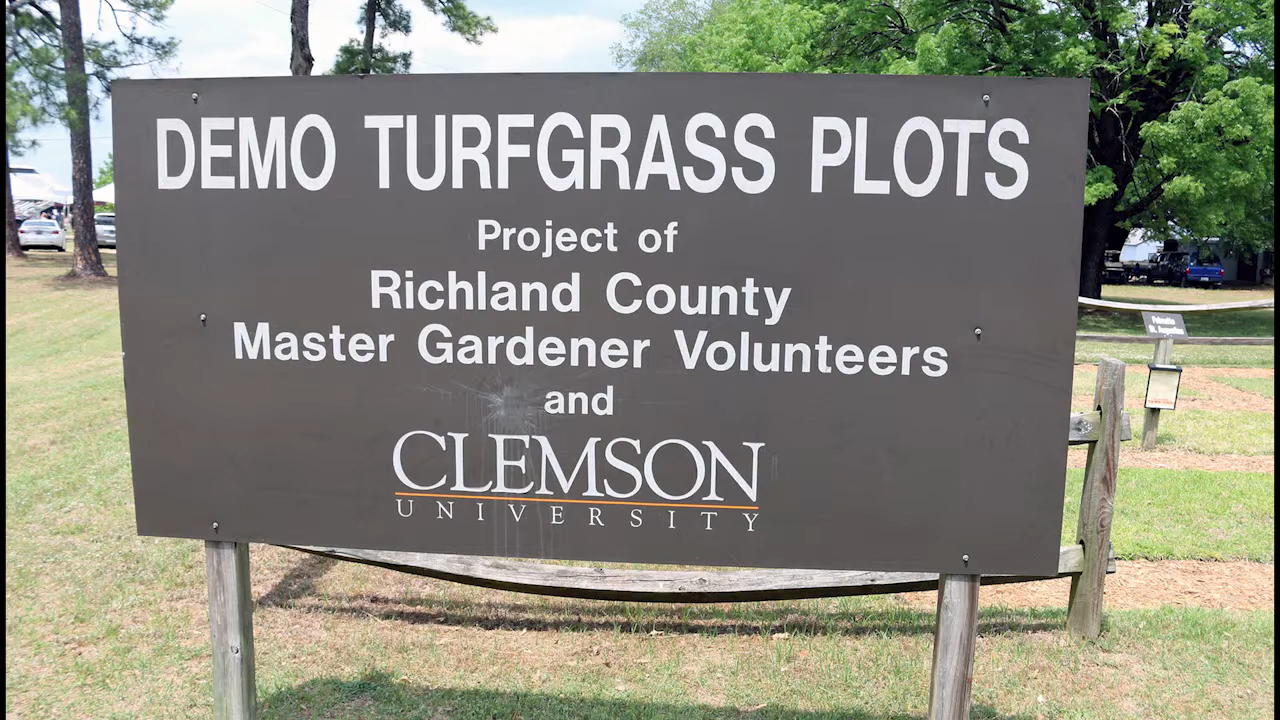 DEMO TURFGRASS PLOTS
Project of
Richland County
Master Gardener Volunteers
and
CLEMSON
UNIVERSITY